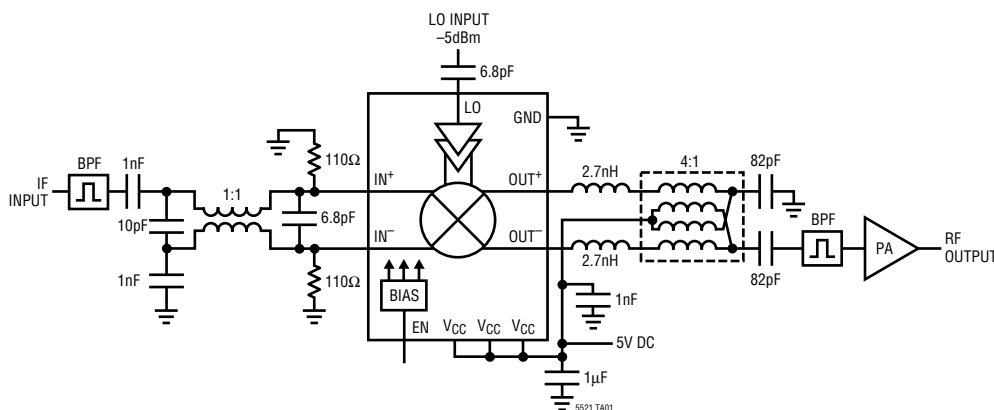 LO INPUT
–5dBm
6.8pF
LO
GND
110Ω
BPF
1nF
1:1
IF
INPUT
10pF
6.8pF
1nF
110Ω
IN+
IN–
OUT+
OUT–
2.7nH
4:1
82pF
2.7nH
82pF
BPF
PA
RF
OUTPUT
BIAS
EN
VCC
VCC
VCC
1nF
5V DC
1µF
5521 TA01